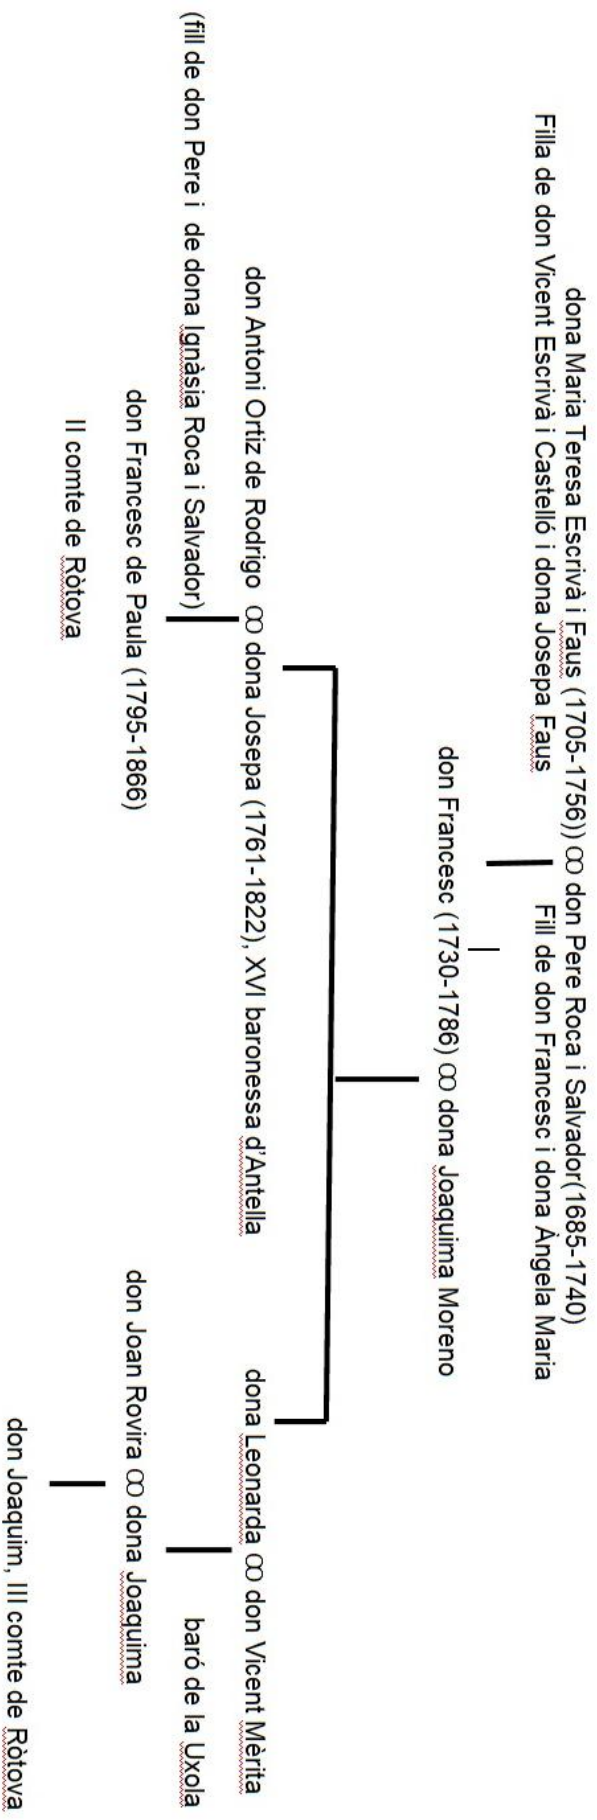 dona Maria Teresa Escrivà i Faus (1705-1756)) ꝏ don Pere Roca i Salvador(1685-1740)
Filla de don Vicent Escrivà i Castelló i dona Josepa Faus
Fill de don Francesc i dona Àngela Maria
don Francesc (1730-1786) ꝏ dona Joaquima Moreno
don Antoni Ortiz de Rodrigo ꝏ dona Josepa (1761-1822), XVI baronessa d'Antella
dona Leonarda ꝏ don Vicent Mèrita
(fill de don Pere i de dona Ignàsia Roca i Salvador)
baró de la Uxola
don Francesc de Paula (1795-1866)
don Joan Rovira ꝏ dona Joaquima
II comte de Ròtova
don Joaquim, III comte de Ròtova